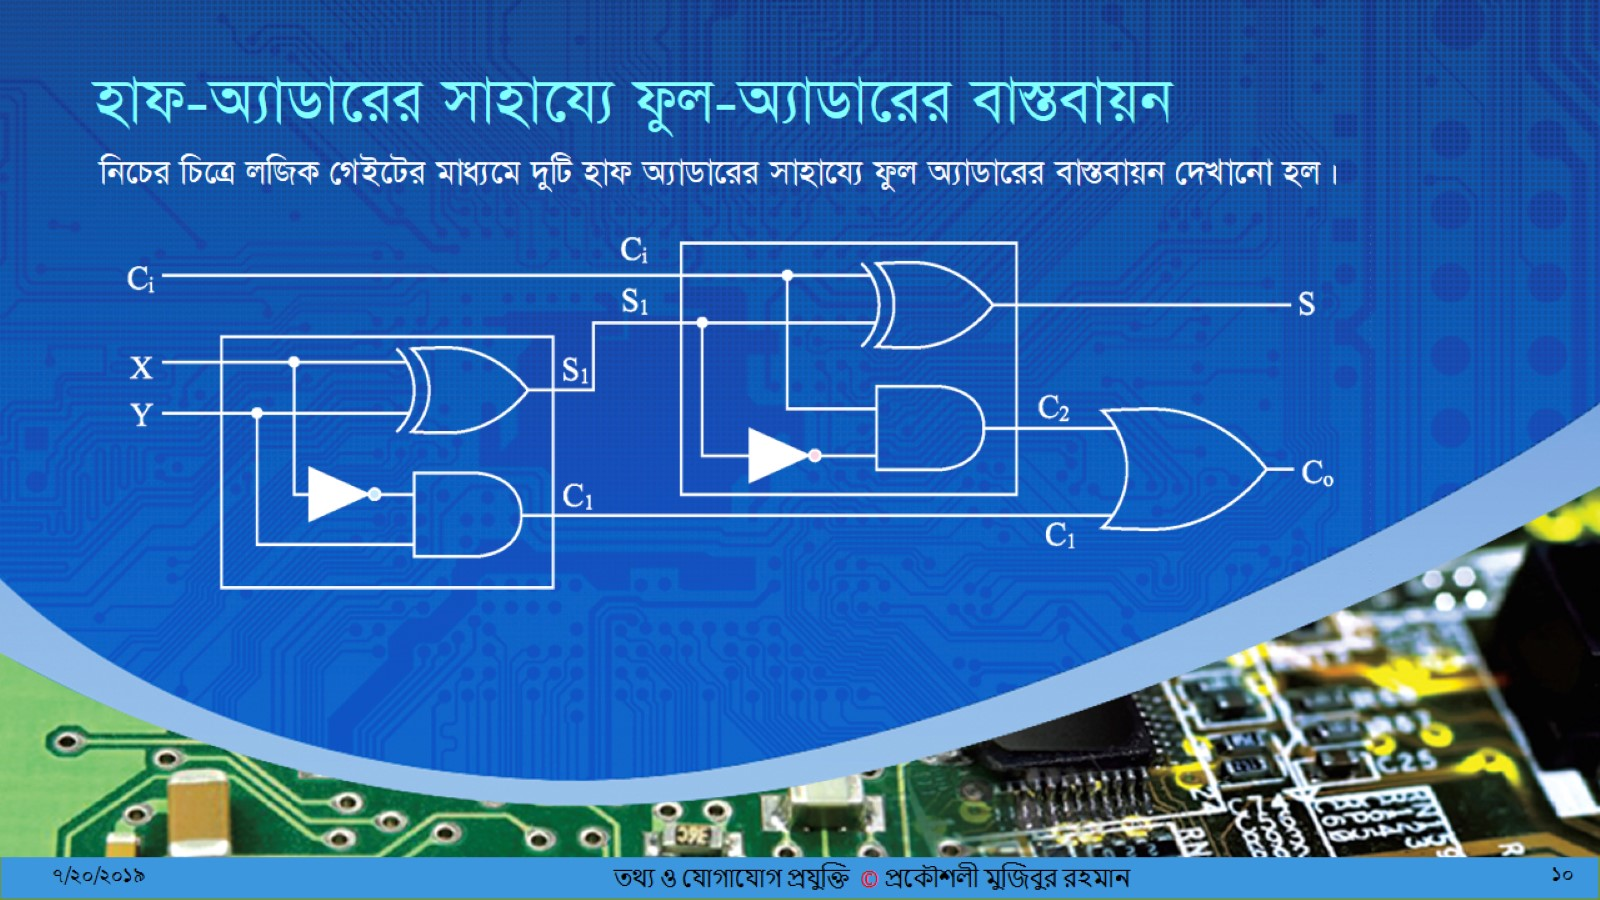 হাফ-অ্যাডারের সাহায্যে ফুল-অ্যাডারের বাস্তবায়ন
নিচের চিত্রে লজিক গেইটের মাধ্যমে দুটি হাফ অ্যাডারের সাহায্যে ফুল অ্যাডারের বাস্তবায়ন দেখানো হল।
Ci
Ci
S1
S
X
S1
Y
C2
Co
C1
C1
C25
৭/২০/২০১৯
তথ্য ও যোগাযোগ প্রযুক্তি © প্রকৌশলী মুজিবুর রহমান
১০